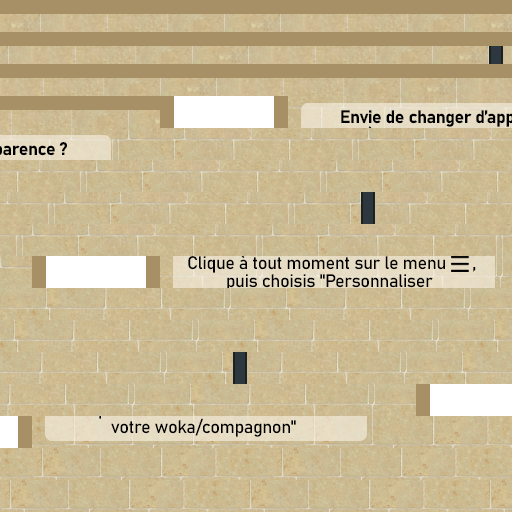 Envie de changer d'app
parence ?
Clique à tout moment sur le menu ☰,
puis choisis "Personnaliser
votre woka/compagnon"